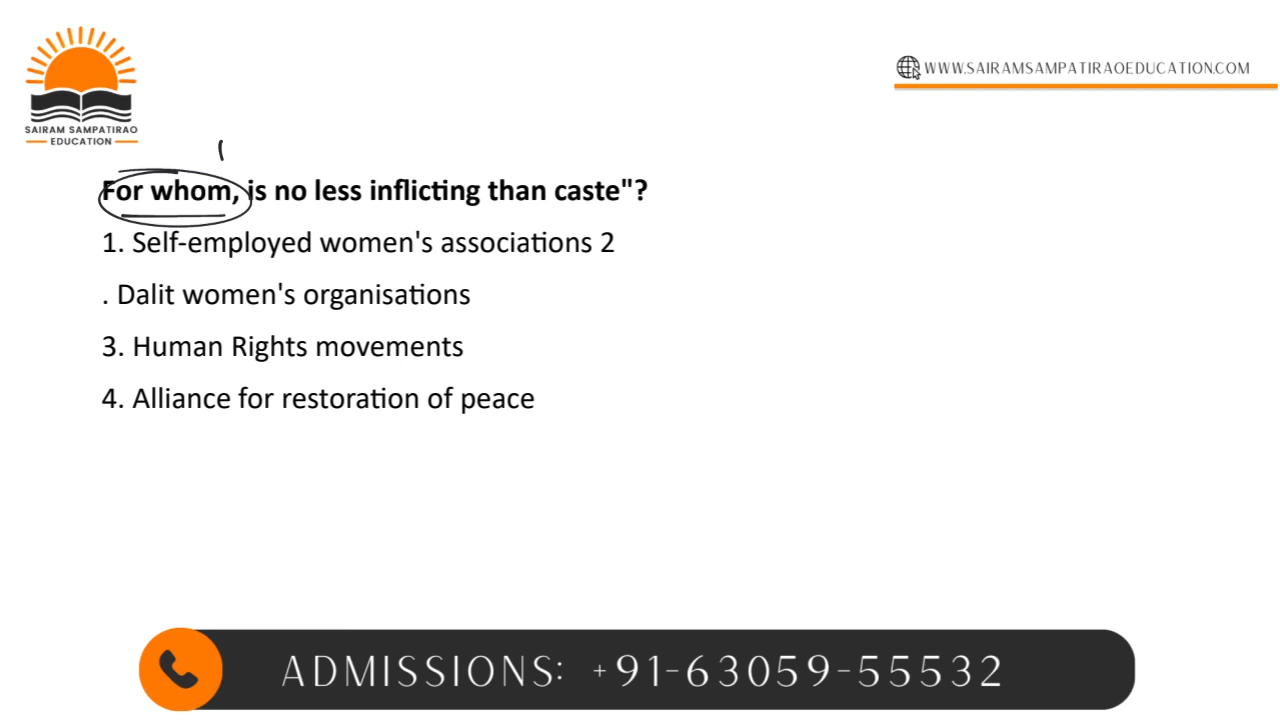 SAIRAM SAMPATIRAO
EDUCATION
WWW.SAIRAMSAMPATIRAOEDUCATION.COM
For whom, is no less inflicting than caste"?
1. Self-employed women's associations 2
. Dalit women's organisations
3. Human Rights movements
4. Alliance for restoration of peace
ADMISSIONS: +91-63059-55532